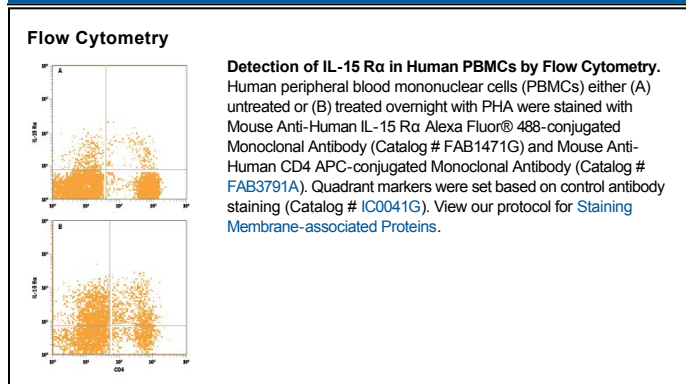 Flow Cytometry
A
IL-15 Rα
B
IL-15 Rα
CD4
Detection of IL-15 Rα in Human PBMCs by Flow Cytometry.
Human peripheral blood mononuclear cells (PBMCs) either (A)
untreated or (B) treated overnight with PHA were stained with
Mouse Anti-Human IL-15 Rα Alexa Fluor® 488-conjugated
Monoclonal Antibody (Catalog # FAB1471G) and Mouse Anti-
Human CD4 APC-conjugated Monoclonal Antibody (Catalog #
FAB3791A). Quadrant markers were set based on control antibody
staining (Catalog # IC0041G). View our protocol for Staining
Membrane-associated Proteins.